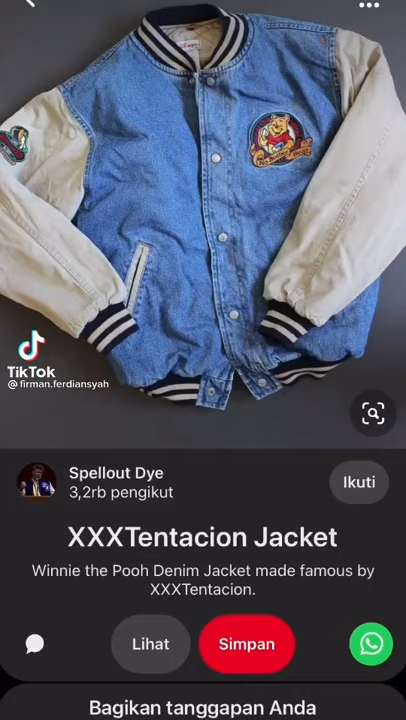 TikTok
@firman.ferdiansyah
Spellout Dye
3,2rb pengikut
Ikuti
XXXTentacion Jacket
Winnie the Pooh Denim Jacket made famous by
XXXTentacion.
Lihat
Simpan
Bagikan tanggapan Anda